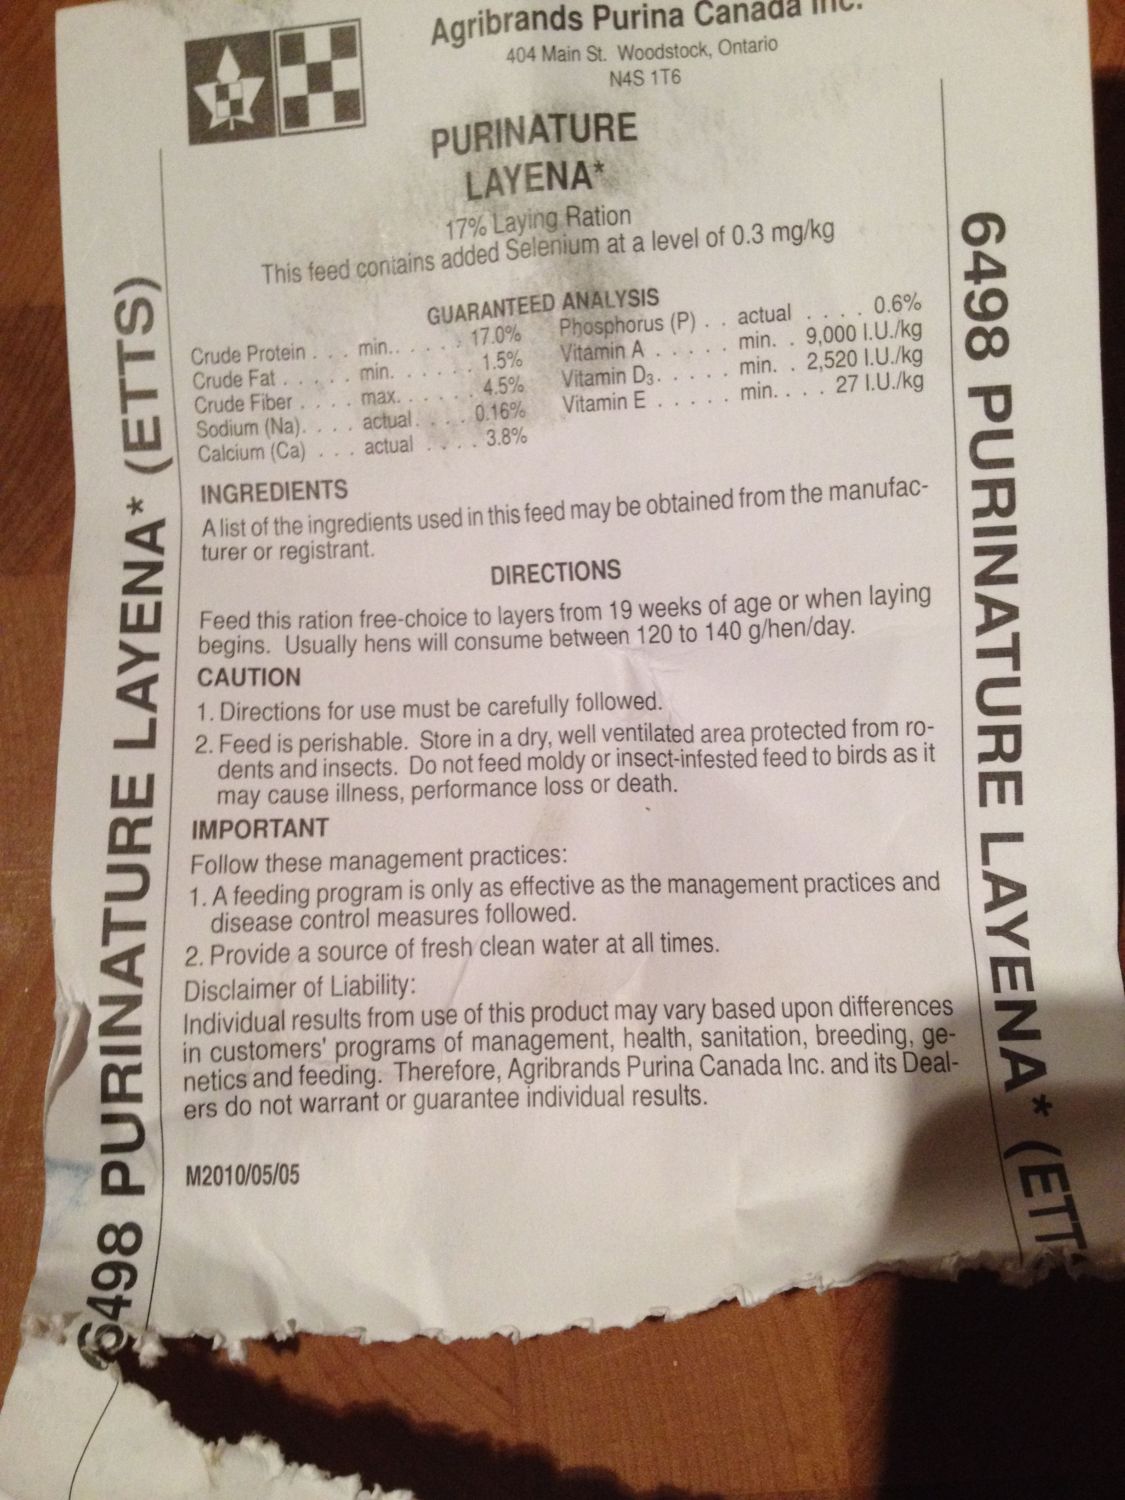 Agribrands Purina Canada Inc.
404 Main St. Woodstock, Ontario
N4S 1T6
PURINATURE
LAYENA*
17% Laying Ration
This feed contains added Selenium at a level of 0.3 mg/kg
GUARANTEED ANALYSIS
Crude Protein . . . min. . . . . . 17.0%
Crude Fat . . . . . min. . . . . . . 1.5%
Crude Fiber . . . . max. . . . . . . 4.5%
Sodium (Na). . . . actual. . . . . 0.16%
Calcium (Ca) . . . actual . . . . 3.8%
Phosphorus (P) . . actual . . . . 0.6%
Vitamin A . . . . . . min. . 9,000 I.U./kg
Vitamin D3. . . . . . min. . 2,520 I.U./kg
Vitamin E . . . . . . min. . . . 27 I.U./kg
INGREDIENTS
A list of the ingredients used in this feed may be obtained from the manufac-
turer or registrant.
DIRECTIONS
Feed this ration free-choice to layers from 19 weeks of age or when laying
begins. Usually hens will consume between 120 to 140 g/hen/day.
CAUTION
1. Directions for use must be carefully followed.
2. Feed is perishable. Store in a dry, well ventilated area protected from ro-
dents and insects. Do not feed moldy or insect-infested feed to birds as it
may cause illness, performance loss or death.
IMPORTANT
Follow these management practices:
1. A feeding program is only as effective as the management practices and
disease control measures followed.
2. Provide a source of fresh clean water at all times.
Disclaimer of Liability:
Individual results from use of this product may vary based upon differences
in customers' programs of management, health, sanitation, breeding, ge-
netics and feeding. Therefore, Agribrands Purina Canada Inc. and its Deal-
ers do not warrant or guarantee individual results.
M2010/05/05
6498 PURINATURE LAYENA* (ETTS)
6498 PURINATURE LAYENA* (ETT